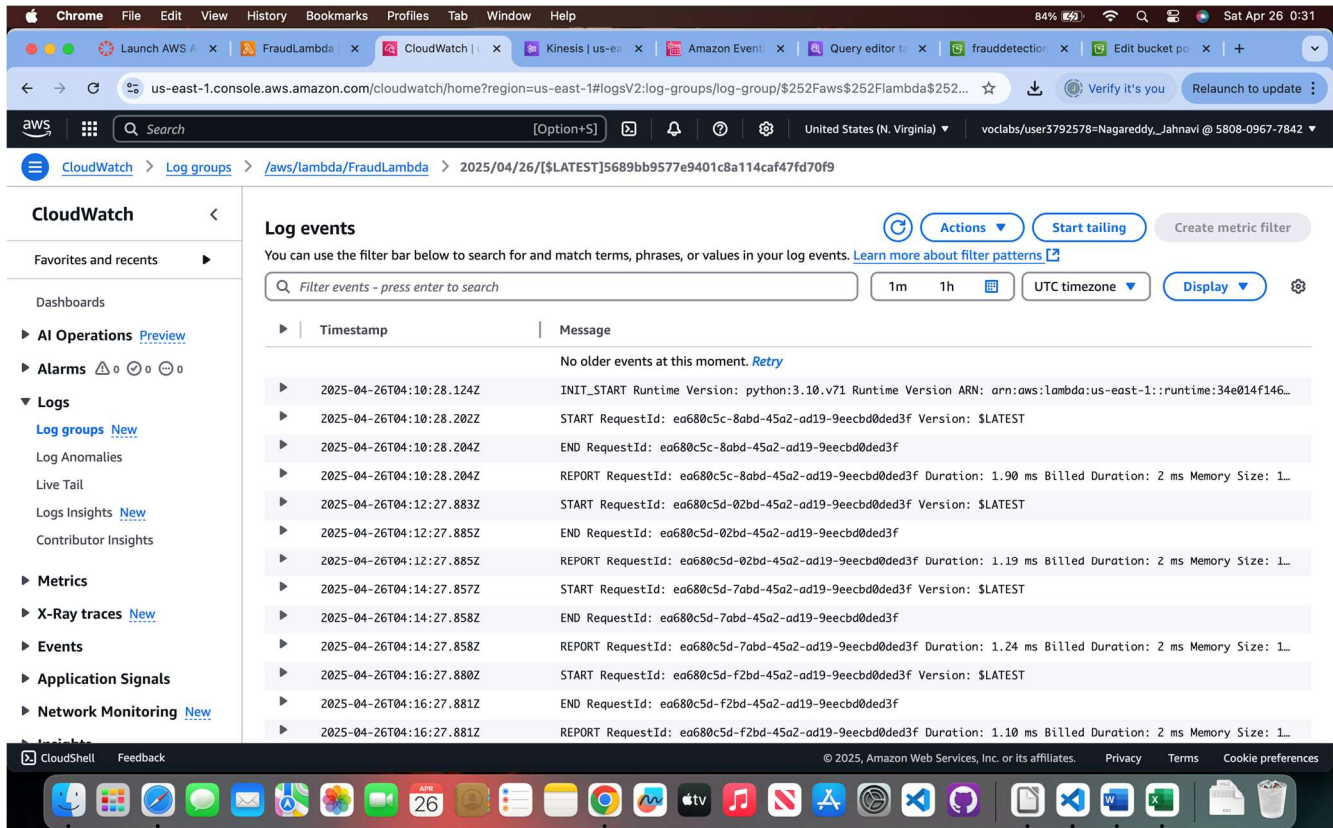 Chrome File Edit View History Bookmarks Profiles Tab Window Help 84% Sat Apr 26 0:31
Launch AWS A × FraudLambda × CloudWatch | u × Kinesis | us-ea × Amazon Event × Query editor ta × frauddetection × Edit bucket po × +
us-east-1.console.aws.amazon.com/cloudwatch/home?region=us-east-1#logsV2:log-groups/log-group/$252Faws$252Flambda$252... Verify it's you Relaunch to update
aws Search [Option+S] United States (N. Virginia) ▼ voclabs/user3792578=Nagareddy,_Jahnavi @ 5808-0967-7842 ▼
CloudWatch > Log groups > /aws/lambda/FraudLambda > 2025/04/26/[$LATEST]5689bb9577e9401c8a114caf47fd70f9
CloudWatch
Favorites and recents
Dashboards
AI Operations Preview
Alarms 0 0 0
Logs
Log groups New
Log Anomalies
Live Tail
Logs Insights New
Contributor Insights
Metrics
X-Ray traces New
Events
Application Signals
Network Monitoring New
Log events Actions ▼ Start tailing Create metric filter
You can use the filter bar below to search for and match terms, phrases, or values in your log events. Learn more about filter patterns
Filter events - press enter to search 1m 1h UTC timezone ▼ Display ▼
Timestamp Message
No older events at this moment. Retry
2025-04-26T04:10:28.124Z INIT_START Runtime Version: python:3.10.v71 Runtime Version ARN: arn:aws:lambda:us-east-1::runtime:34e014f146…
2025-04-26T04:10:28.202Z START RequestId: ea680c5c-8abd-45a2-ad19-9eecbd0ded3f Version: $LATEST
2025-04-26T04:10:28.204Z END RequestId: ea680c5c-8abd-45a2-ad19-9eecbd0ded3f
2025-04-26T04:10:28.204Z REPORT RequestId: ea680c5c-8abd-45a2-ad19-9eecbd0ded3f Duration: 1.90 ms Billed Duration: 2 ms Memory Size: 1…
2025-04-26T04:12:27.883Z START RequestId: ea680c5d-02bd-45a2-ad19-9eecbd0ded3f Version: $LATEST
2025-04-26T04:12:27.885Z END RequestId: ea680c5d-02bd-45a2-ad19-9eecbd0ded3f
2025-04-26T04:12:27.885Z REPORT RequestId: ea680c5d-02bd-45a2-ad19-9eecbd0ded3f Duration: 1.19 ms Billed Duration: 2 ms Memory Size: 1…
2025-04-26T04:14:27.857Z START RequestId: ea680c5d-7abd-45a2-ad19-9eecbd0ded3f Version: $LATEST
2025-04-26T04:14:27.858Z END RequestId: ea680c5d-7abd-45a2-ad19-9eecbd0ded3f
2025-04-26T04:14:27.858Z REPORT RequestId: ea680c5d-7abd-45a2-ad19-9eecbd0ded3f Duration: 1.24 ms Billed Duration: 2 ms Memory Size: 1…
2025-04-26T04:16:27.880Z START RequestId: ea680c5d-f2bd-45a2-ad19-9eecbd0ded3f Version: $LATEST
2025-04-26T04:16:27.881Z END RequestId: ea680c5d-f2bd-45a2-ad19-9eecbd0ded3f
2025-04-26T04:16:27.881Z REPORT RequestId: ea680c5d-f2bd-45a2-ad19-9eecbd0ded3f Duration: 1.10 ms Billed Duration: 2 ms Memory Size: 1…
CloudShell Feedback © 2025, Amazon Web Services, Inc. or its affiliates. Privacy Terms Cookie preferences
APR
26
tv